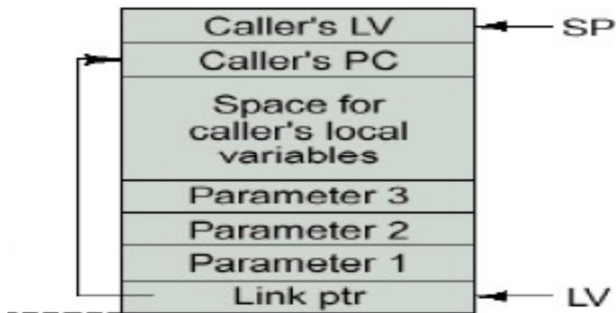 Caller's LV
SP
Caller's PC
Space for
caller's local
variables
Parameter 3
Parameter 2
Parameter 1
Link ptr
LV